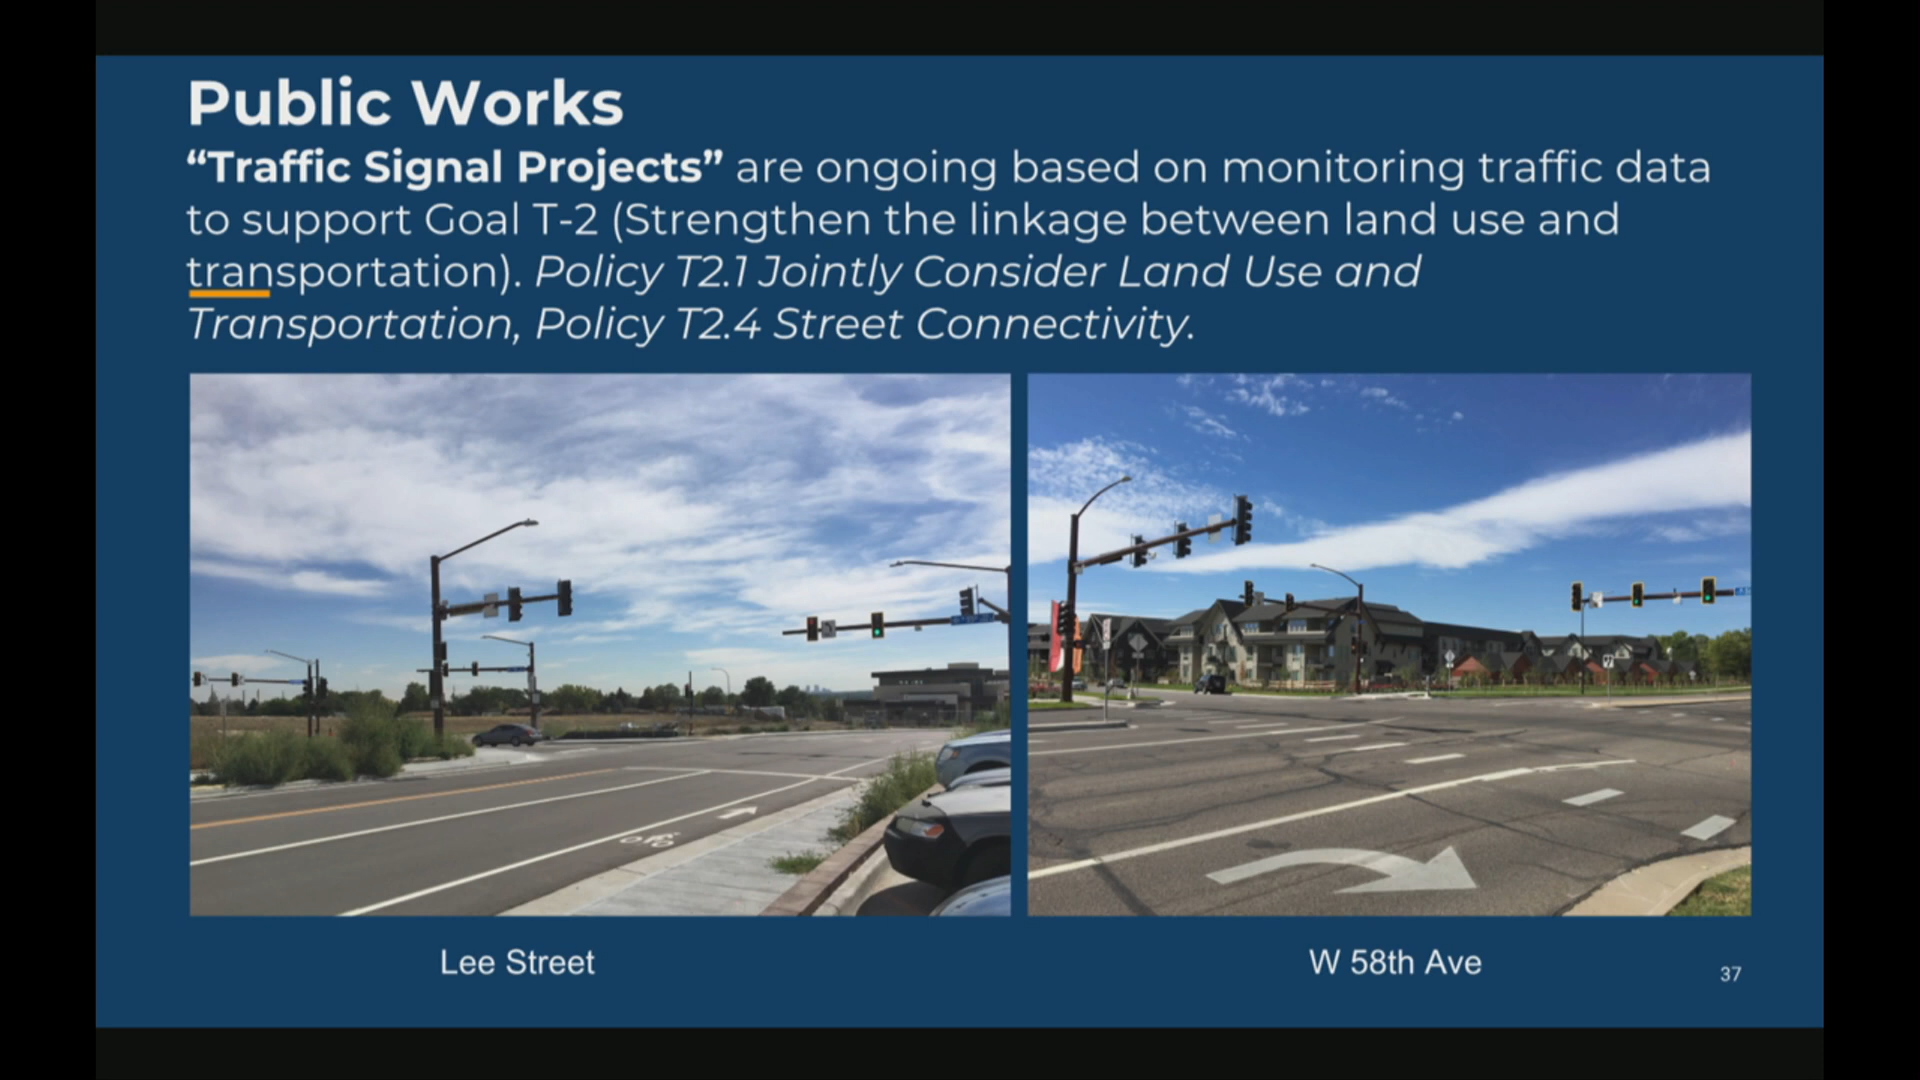 Public Works
“Traffic Signal Projects” are ongoing based on monitoring traffic data
to support Goal T-2 (Strengthen the linkage between land use and
transportation). Policy T2.1 Jointly Consider Land Use and
Transportation, Policy T2.4 Street Connectivity.
Lee Street
W 58th Ave
37